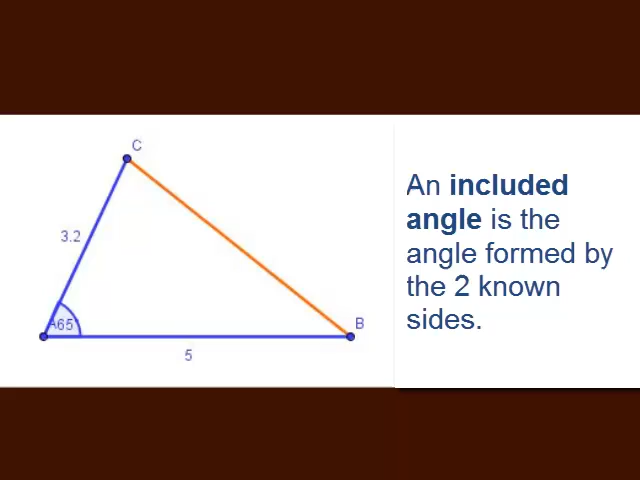 C
An included
angle is the
3.2
angle formed by
the 2 known
sides.
A65°
B
5